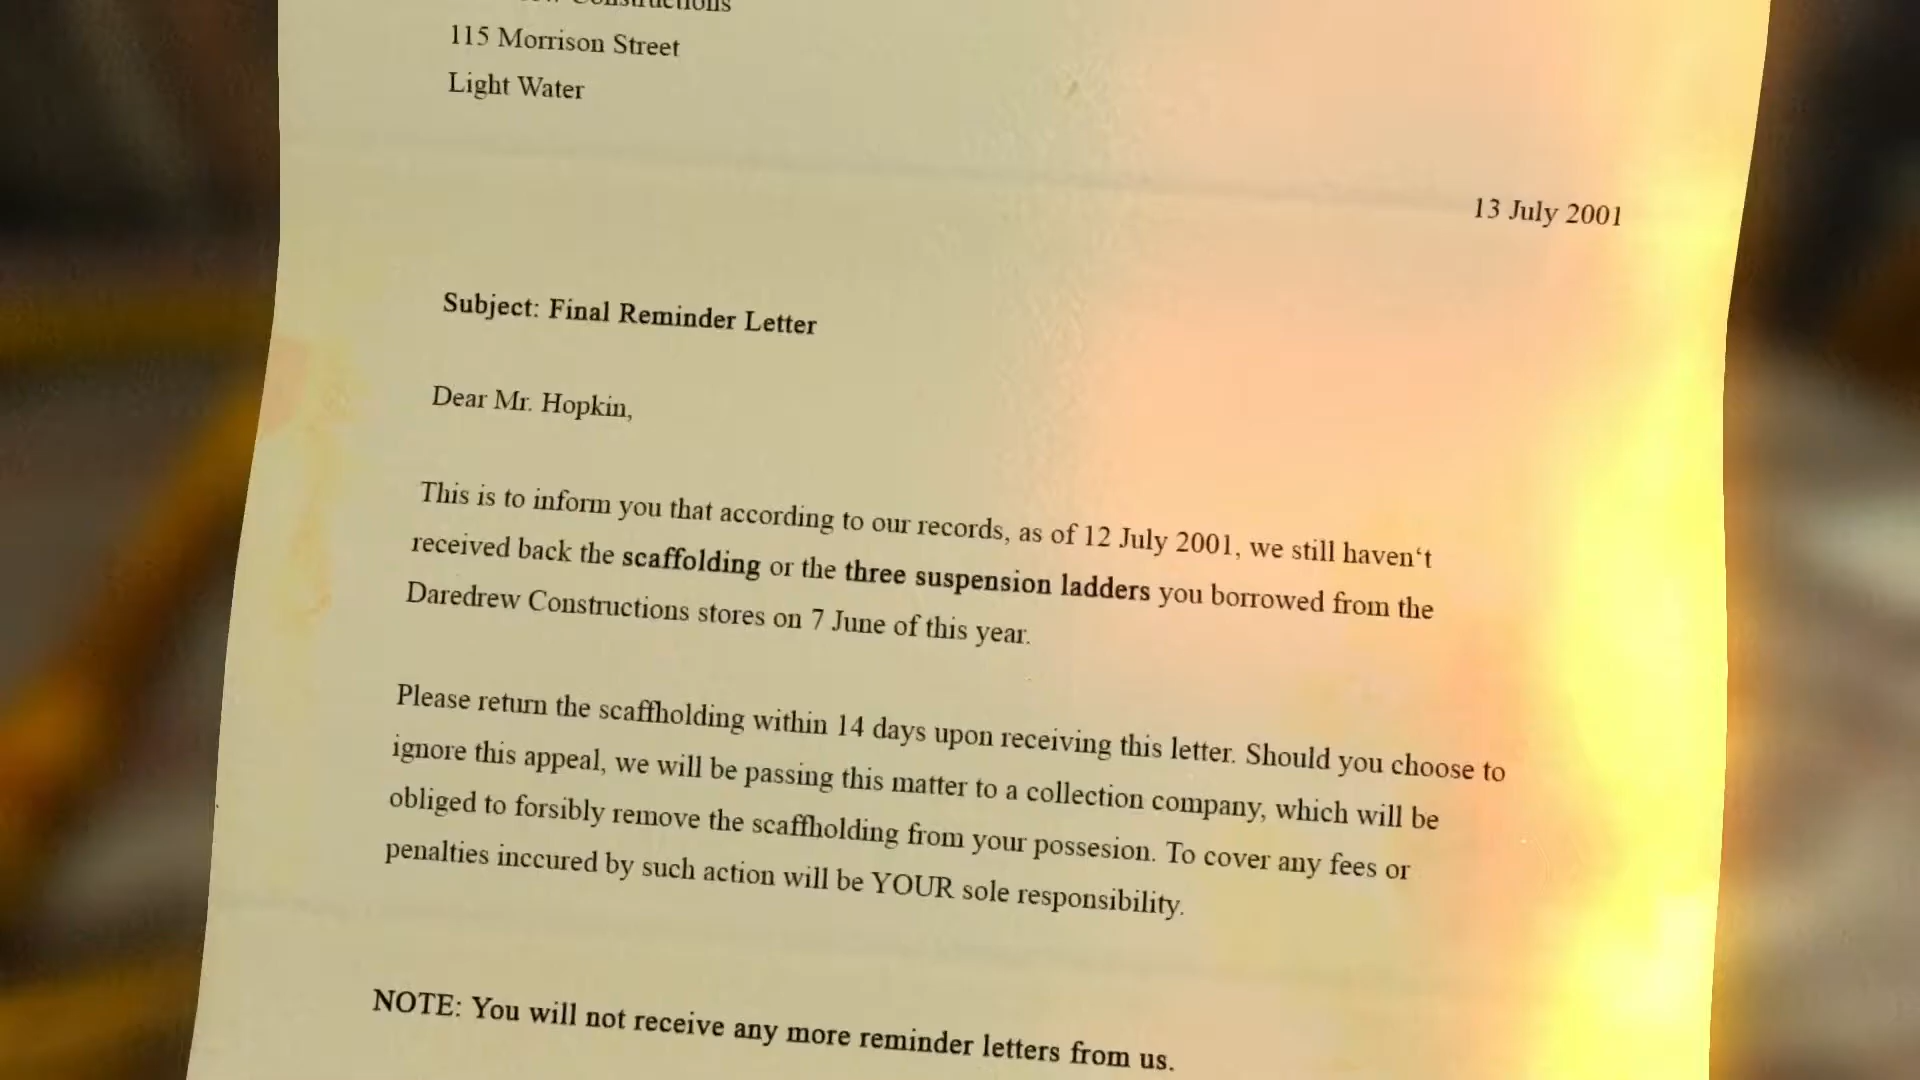 Constructions
115 Morrison Street
Light Water
13 July 2001
Subject: Final Reminder Letter
Dear Mr. Hopkin,
This is to inform you that according to our records, as of 12 July 2001, we still haven‘t
received back the scaffolding or the three suspension ladders you borrowed from the
Daredrew Constructions stores on 7 June of this year.
Please return the scaffholding within 14 days upon receiving this letter. Should you choose to
ignore this appeal, we will be passing this matter to a collection company, which will be
obliged to forsibly remove the scaffholding from your possesion. To cover any fees or
penalties inccured by such action will be YOUR sole responsibility.
NOTE: You will not receive any more reminder letters from us.